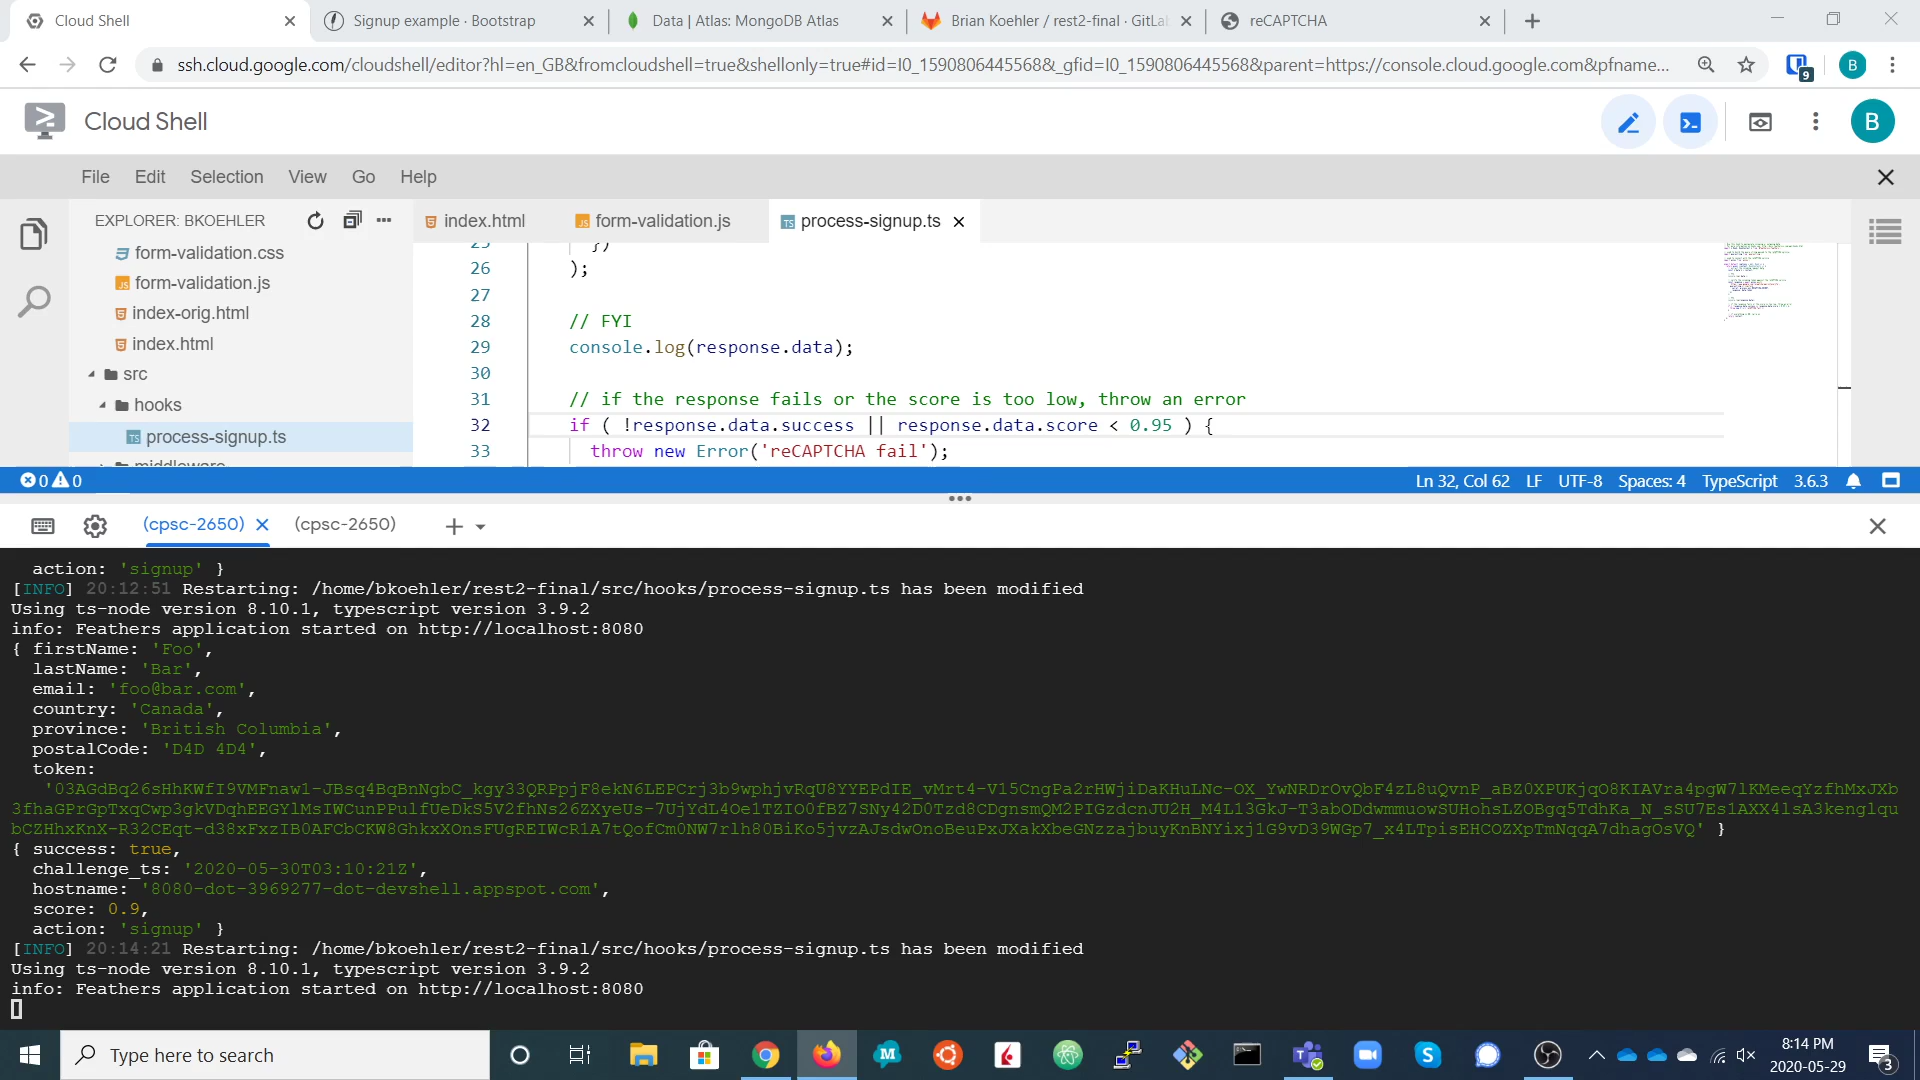 Cloud Shell
Signup example · Bootstrap
Data | Atlas: MongoDB Atlas
Brian Koehler / rest2-final · GitLab
reCAPTCHA
ssh.cloud.google.com/cloudshell/editor?hl=en_GB&fromcloudshell=true&shellonly=true#id=I0_1590806445568&_gfid=I0_1590806445568&parent=https://console.cloud.google.com&pfname...
9
B
Cloud Shell
B
File Edit Selection View Go Help
EXPLORER: BKOEHLER
index.html
form-validation.js
process-signup.ts
form-validation.css
form-validation.js
index-orig.html
index.html
src
hooks
process-signup.ts
middleware
25 })
26 );
27
28 // FYI
29 console.log(response.data);
30
31 // if the response fails or the score is too low, throw an error
32 if ( !response.data.success || response.data.score < 0.95 ) {
33 throw new Error('reCAPTCHA fail');
0 0
Ln 32, Col 62 LF UTF-8 Spaces: 4 TypeScript 3.6.3
(cpsc-2650) (cpsc-2650)
action: 'signup' }
[INFO] 20:12:51 Restarting: /home/bkoehler/rest2-final/src/hooks/process-signup.ts has been modified
Using ts-node version 8.10.1, typescript version 3.9.2
info: Feathers application started on http://localhost:8080
{ firstName: 'Foo',
lastName: 'Bar',
email: 'foo@bar.com',
country: 'Canada',
province: 'British Columbia',
postalCode: 'D4D 4D4',
token:
{ success: true,
challenge_ts: '2020-05-30T03:10:21Z',
hostname: '8080-dot-3969277-dot-devshell.appspot.com',
score: 0.9,
action: 'signup' }
[INFO] 20:14:21 Restarting: /home/bkoehler/rest2-final/src/hooks/process-signup.ts has been modified
Using ts-node version 8.10.1, typescript version 3.9.2
info: Feathers application started on http://localhost:8080
Type here to search
8:14 PM
2020-05-29
3